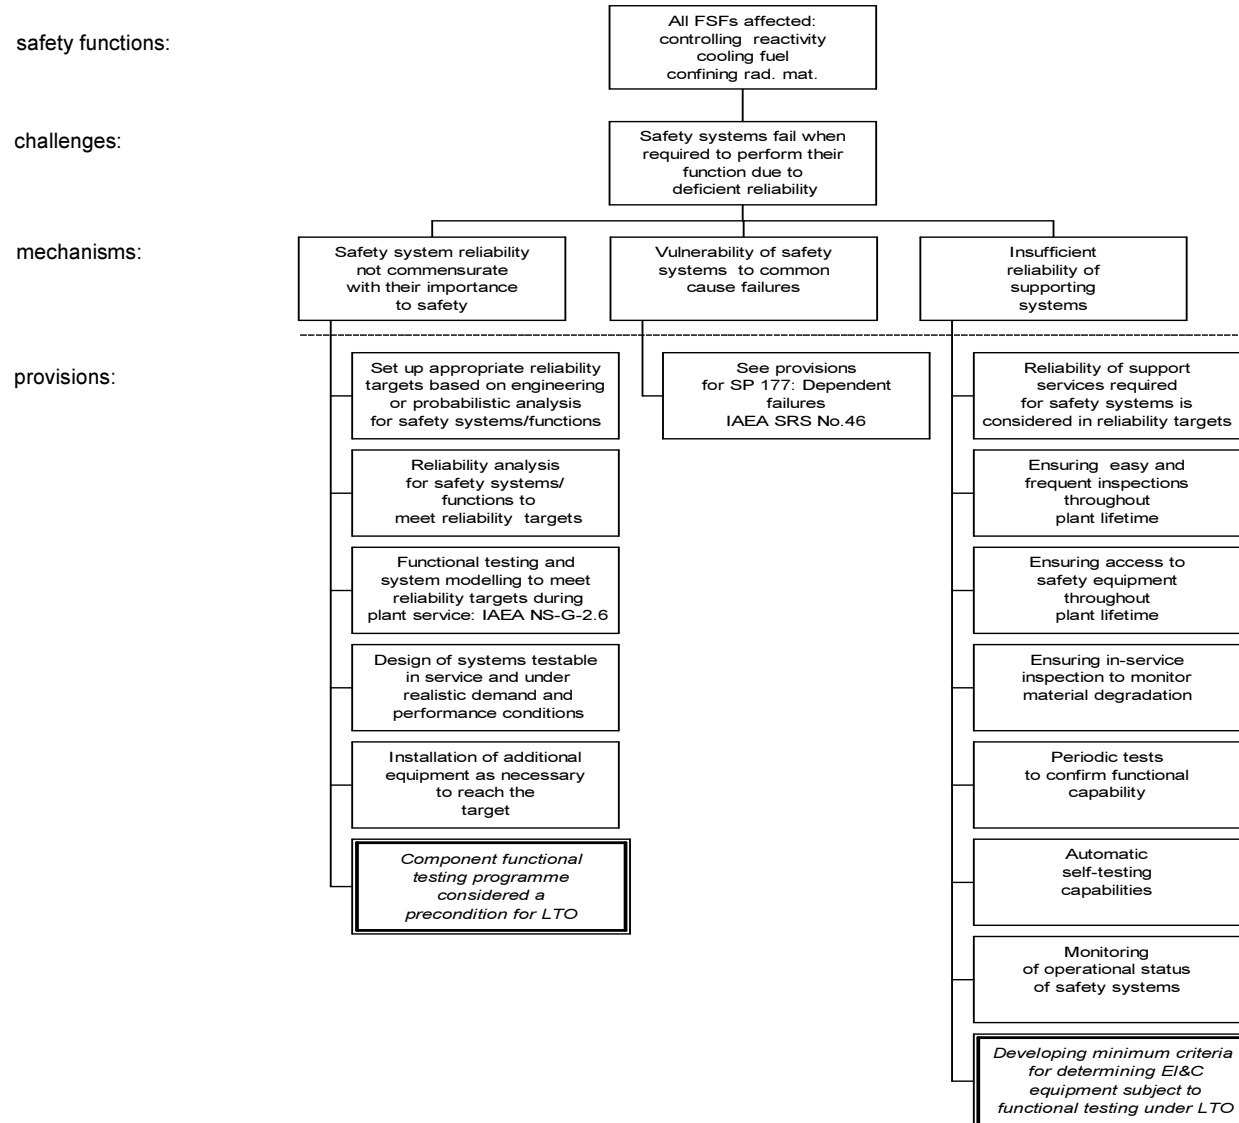 safety functions:
All FSFs affected:
controlling reactivity
cooling fuel
confining rad. mat.
challenges:
Safety systems fail when
required to perform their
function due to
deficient reliability
mechanisms:
Safety system reliability
not commensurate
with their importance
to safety
Vulnerability of safety
systems to common
cause failures
Insufficient
reliability of
supporting
systems
provisions:
Set up appropriate reliability
targets based on engineering
or probabilistic analysis
for safety systems/functions
Reliability analysis
for safety systems/
functions to
meet reliability targets
Functional testing and
system modelling to meet
reliability targets during
plant service: IAEA NS-G-2.6
Design of systems testable
in service and under
realistic demand and
performance conditions
Installation of additional
equipment as necessary
to reach the
target
Component functional
testing programme
considered a
precondition for LTO
See provisions
for SP 177: Dependent
failures
IAEA SRS No.46
Reliability of support
services required
for safety systems is
considered in reliability targets
Ensuring easy and
frequent inspections
throughout
plant lifetime
Ensuring access to
safety equipment
throughout
plant lifetime
Ensuring in-service
inspection to monitor
material degradation
Periodic tests
to confirm functional
capability
Automatic
self-testing
capabilities
Monitoring
of operational status
of safety systems
Developing minimum criteria
for determining EI&C
equipment subject to
functional testing under LTO